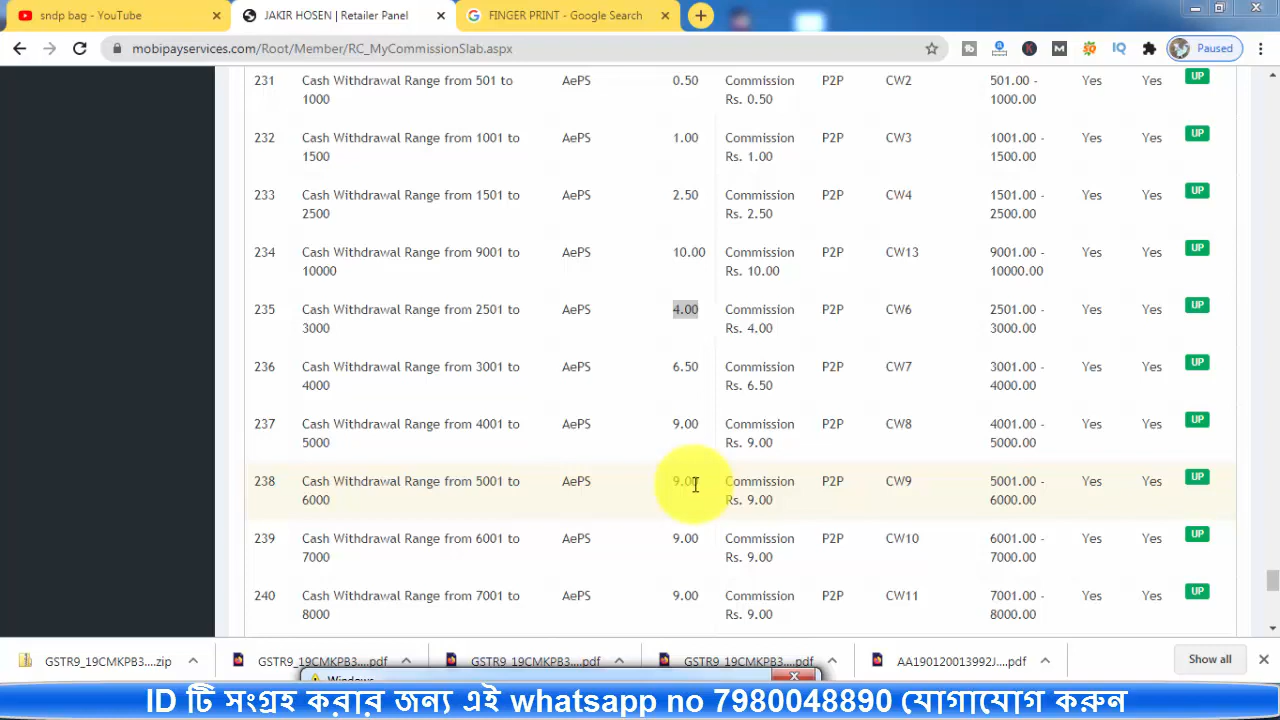 sndp bag - YouTube
JAKIR HOSEN | Retailer Panel
FINGER PRINT - Google Search
mobipayservices.com/Root/Member/RC_MyCommissionSlab.aspx
IQ
Paused
231 Cash Withdrawal Range from 501 to AePS 0.50 Commission P2P CW2 501.00 - Yes Yes UP
1000 Rs. 0.50 1000.00
232 Cash Withdrawal Range from 1001 to AePS 1.00 Commission P2P CW3 1001.00 - Yes Yes UP
1500 Rs. 1.00 1500.00
233 Cash Withdrawal Range from 1501 to AePS 2.50 Commission P2P CW4 1501.00 - Yes Yes UP
2500 Rs. 2.50 2500.00
234 Cash Withdrawal Range from 9001 to AePS 10.00 Commission P2P CW13 9001.00 - Yes Yes UP
10000 Rs. 10.00 10000.00
235 Cash Withdrawal Range from 2501 to AePS 4.00 Commission P2P CW6 2501.00 - Yes Yes UP
3000 Rs. 4.00 3000.00
236 Cash Withdrawal Range from 3001 to AePS 6.50 Commission P2P CW7 3001.00 - Yes Yes UP
4000 Rs. 6.50 4000.00
237 Cash Withdrawal Range from 4001 to AePS 9.00 Commission P2P CW8 4001.00 - Yes Yes UP
5000 Rs. 9.00 5000.00
238 Cash Withdrawal Range from 5001 to AePS 9.00 Commission P2P CW9 5001.00 - Yes Yes UP
6000 Rs. 9.00 6000.00
239 Cash Withdrawal Range from 6001 to AePS 9.00 Commission P2P CW10 6001.00 - Yes Yes UP
7000 Rs. 9.00 7000.00
240 Cash Withdrawal Range from 7001 to AePS 9.00 Commission P2P CW11 7001.00 - Yes Yes UP
8000 Rs. 9.00 8000.00
GSTR9_19CMKPB3....zip GSTR9_19CMKPB3....pdf GSTR9_19CMKPB3....pdf GSTR9_19CMKPB3....pdf AA190120013992J....pdf Show all
Windows
ID টি সংগ্রহ করার জন্য এই whatsapp no 7980048890 যোগাযোগ করুন